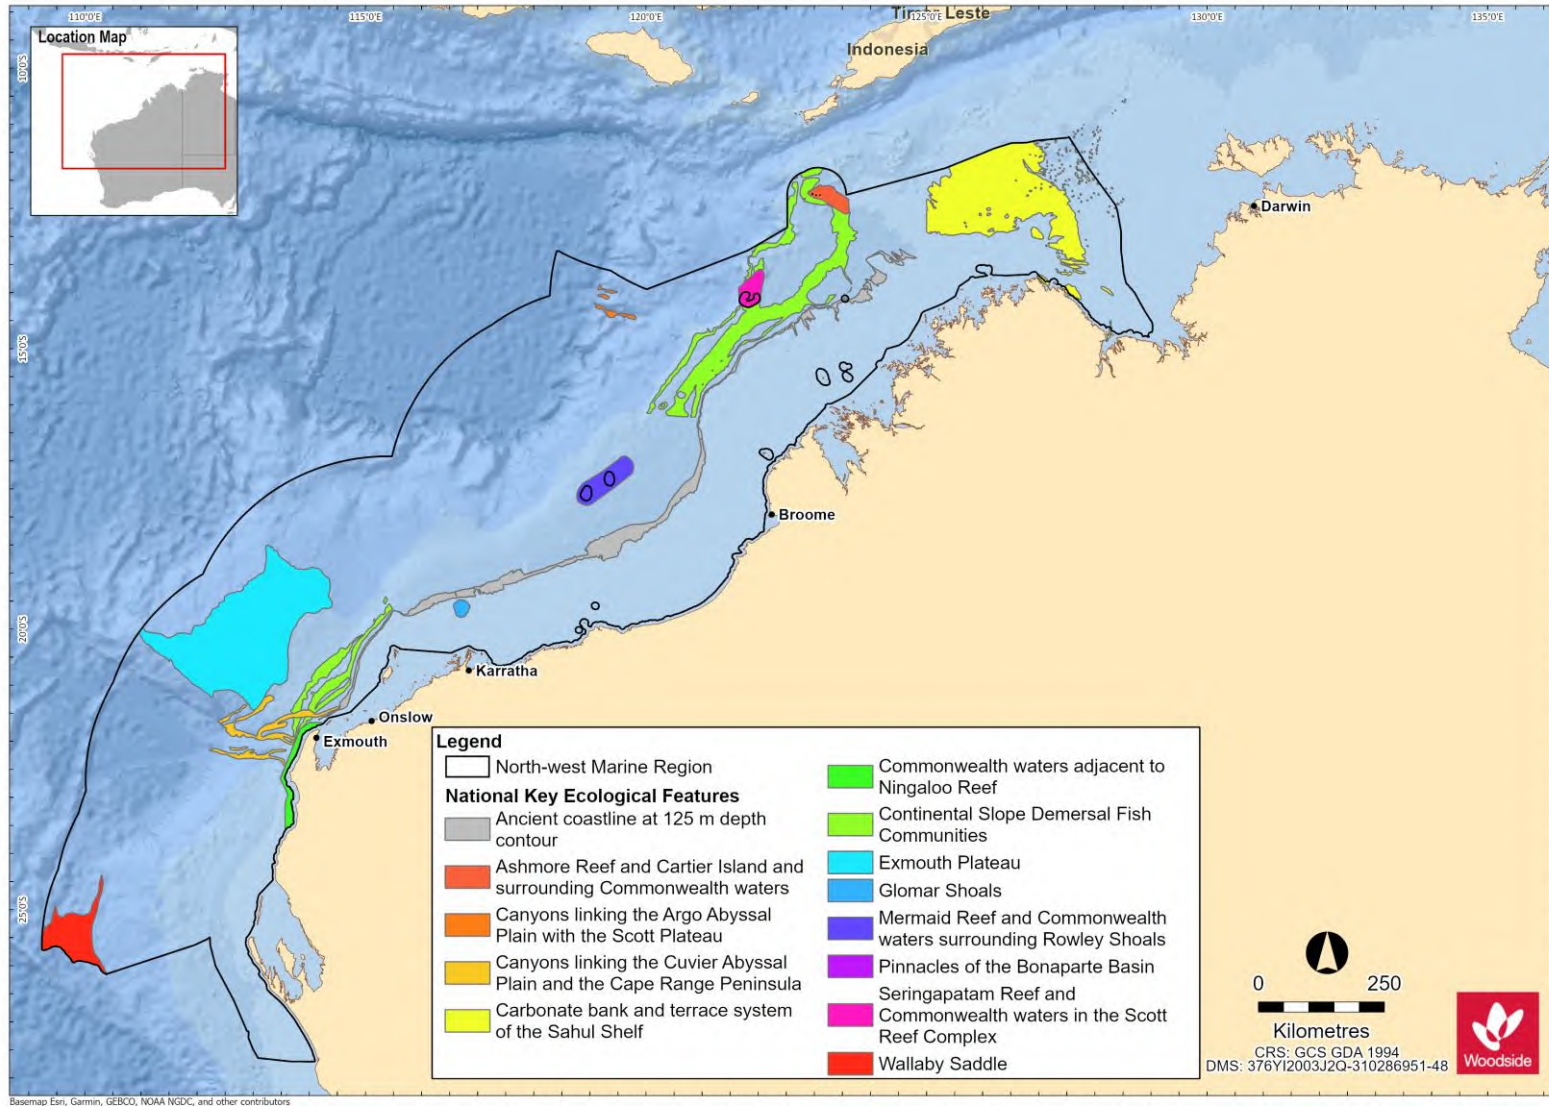 110°0'E
115°0'E
120°0'E
125°0'E
130°0'E
135°0'E
Timor Leste
Location Map
Indonesia
10°0'S
Darwin
15°0'S
Broome
20°0'S
Karratha
Onslow
Exmouth
25°0'S
Legend
North-west Marine Region
National Key Ecological Features
Ancient coastline at 125 m depth
contour
Ashmore Reef and Cartier Island and
surrounding Commonwealth waters
Canyons linking the Argo Abyssal
Plain with the Scott Plateau
Canyons linking the Cuvier Abyssal
Plain and the Cape Range Peninsula
Carbonate bank and terrace system
of the Sahul Shelf
Commonwealth waters adjacent to
Ningaloo Reef
Continental Slope Demersal Fish
Communities
Exmouth Plateau
Glomar Shoals
Mermaid Reef and Commonwealth
waters surrounding Rowley Shoals
Pinnacles of the Bonaparte Basin
Seringapatam Reef and
Commonwealth waters in the Scott
Reef Complex
Wallaby Saddle
0 250
Kilometres
CRS: GCS GDA 1994
DMS: 376YI2003J2Q-310286951-48
Woodside
Basemap Esri, Garmin, GEBCO, NOAA NGDC, and other contributors